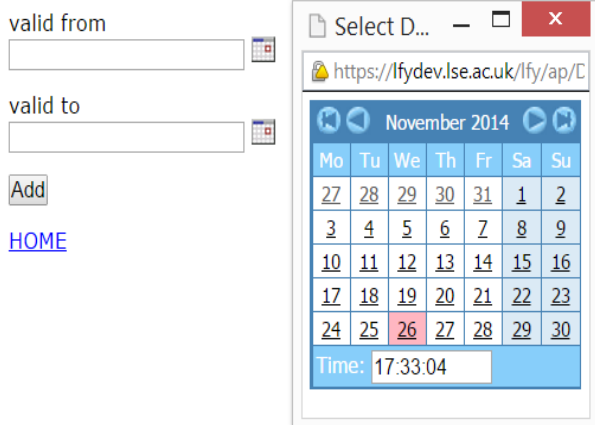 valid from
valid to
Add
HOME
Select D...
https://lfydev.lse.ac.uk/lfy/ap/D
November 2014
Mo Tu We Th Fr Sa Su
27 28 29 30 31 1 2
3 4 5 6 7 8 9
10 11 12 13 14 15 16
17 18 19 20 21 22 23
24 25 26 27 28 29 30
Time: 17:33:04